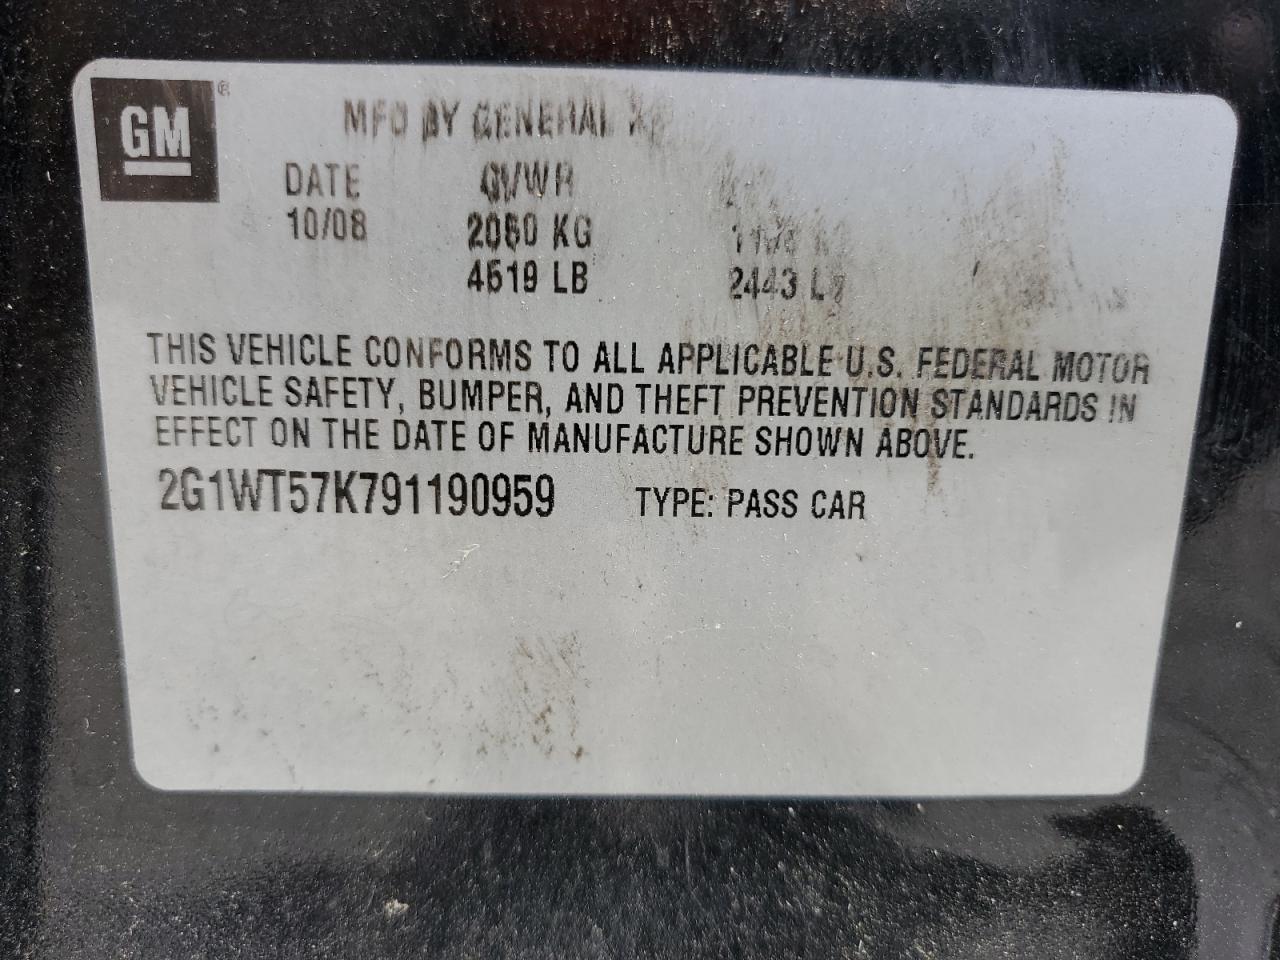 GM ®
MFD BY GENERAL
DATE GVWR
10/08 2050 KG
4519 LB 2443 LB
THIS VEHICLE CONFORMS TO ALL APPLICABLE U.S. FEDERAL MOTOR
VEHICLE SAFETY, BUMPER, AND THEFT PREVENTION STANDARDS IN
EFFECT ON THE DATE OF MANUFACTURE SHOWN ABOVE.
2G1WT57K791190959 TYPE: PASS CAR